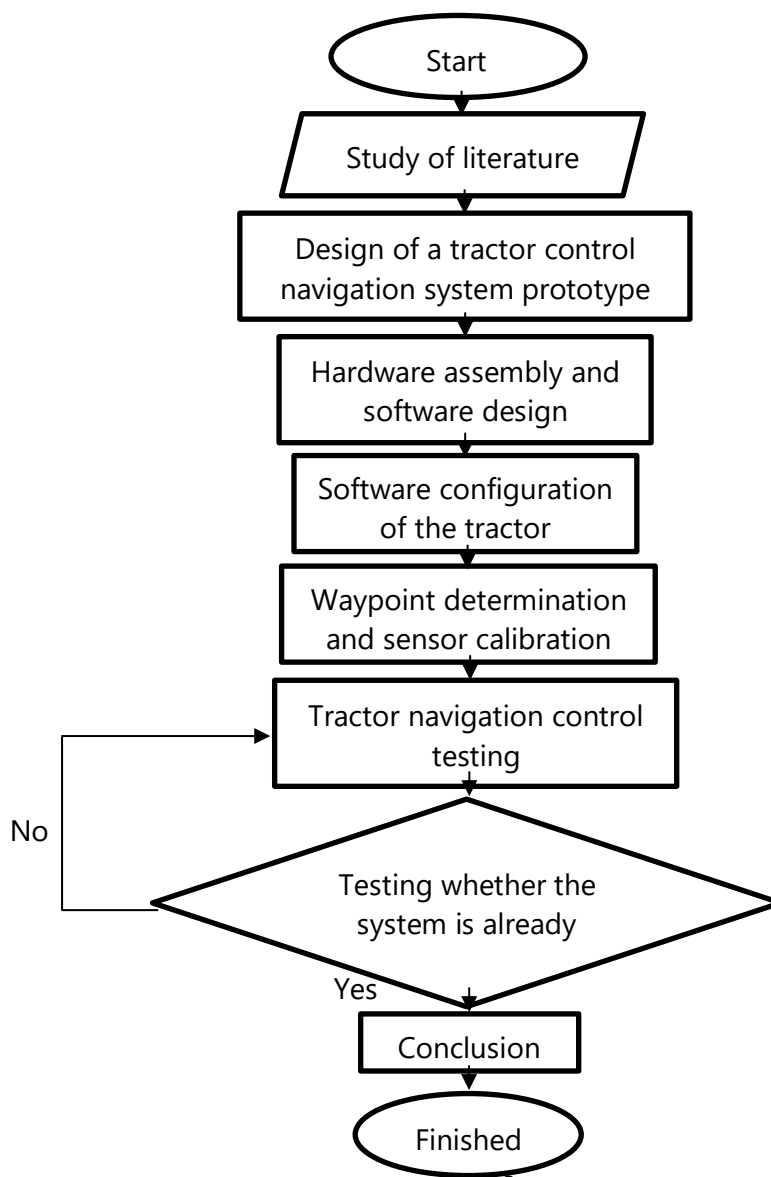 Start
Study of literature
Design of a tractor control
navigation system prototype
Hardware assembly and
software design
Software configuration
of the tractor
Waypoint determination
and sensor calibration
Tractor navigation control
testing
No
Testing whether the
system is already
Yes
Conclusion
Finished